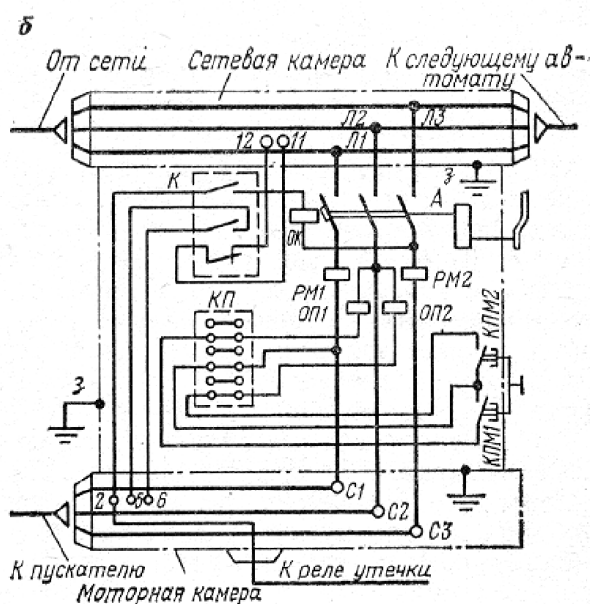 б
От сети
Сетевая камера
К следующему ав-
томату
Л2
Л3
12
11
Л1
К
З
А
ОК
РМ1
РМ2
КП
ОП1
ОП2
КПМ2
З
КПМ1
С1
2
6
6
С2
С3
К пускателю
К реле утечки
Моторная камера